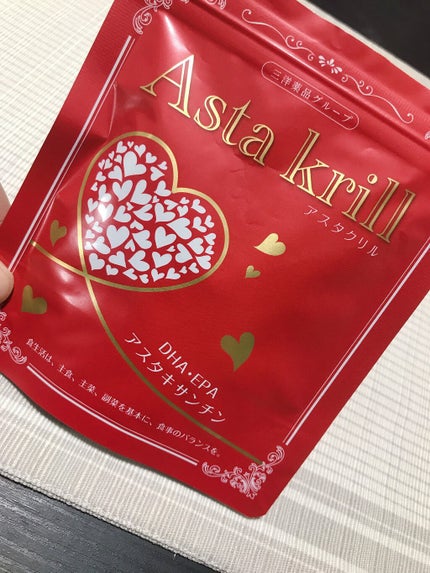 三洋薬品グループ
Asta krill
アスタクリル
DHA・EPA
アスタキサンチン
食生活は、主食、主菜、副菜を基本に、食事のバランスを。